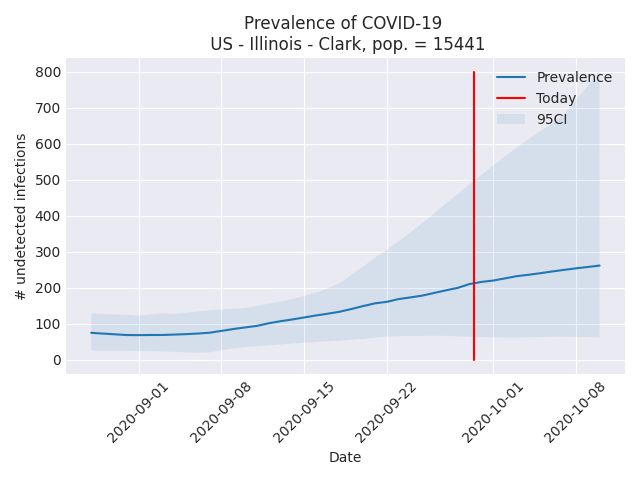 Prevalence of COVID-19
US - Illinois - Clark, pop. = 15441
800
700
600
500
400
300
200
100
0
# undetected infections
Prevalence
Today
95CI
2020-09-01
2020-09-08
2020-09-15
2020-09-22
2020-10-01
2020-10-08
Date